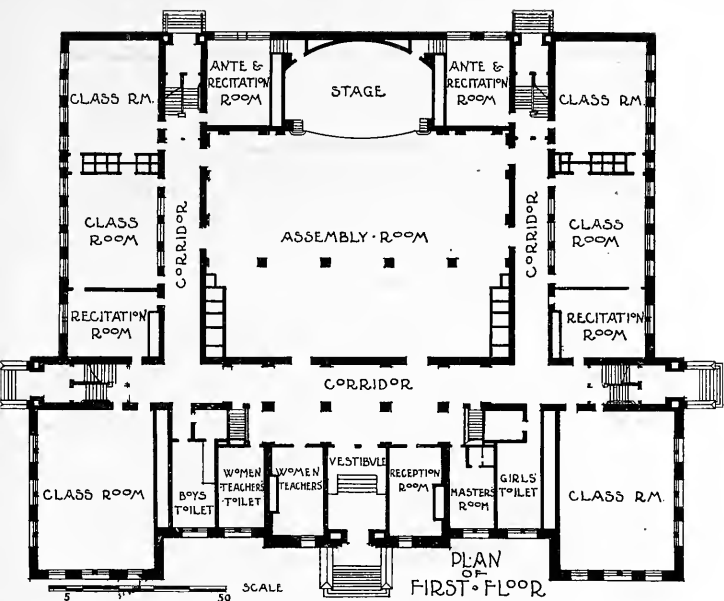 CLASS RM.
ANTE &
RECITATION
ROOM
STAGE
ANTE &
RECITATION
ROOM
CLASS RM.
CLASS
ROOM
CORRIDOR
ASSEMBLY · ROOM
CORRIDOR
CLASS
ROOM
RECITATION
ROOM
RECITATION
ROOM
CORRIDOR
CLASS ROOM
BOYS
TOILET
WOMEN
TEACHERS'
TOILET
WOMEN
TEACHERS'
VESTIBULE
RECEPTION
ROOM
MASTER'S
ROOM
GIRLS'
TOILET
CLASS RM.
PLAN
OF
FIRST · FLOOR
SCALE
5
50